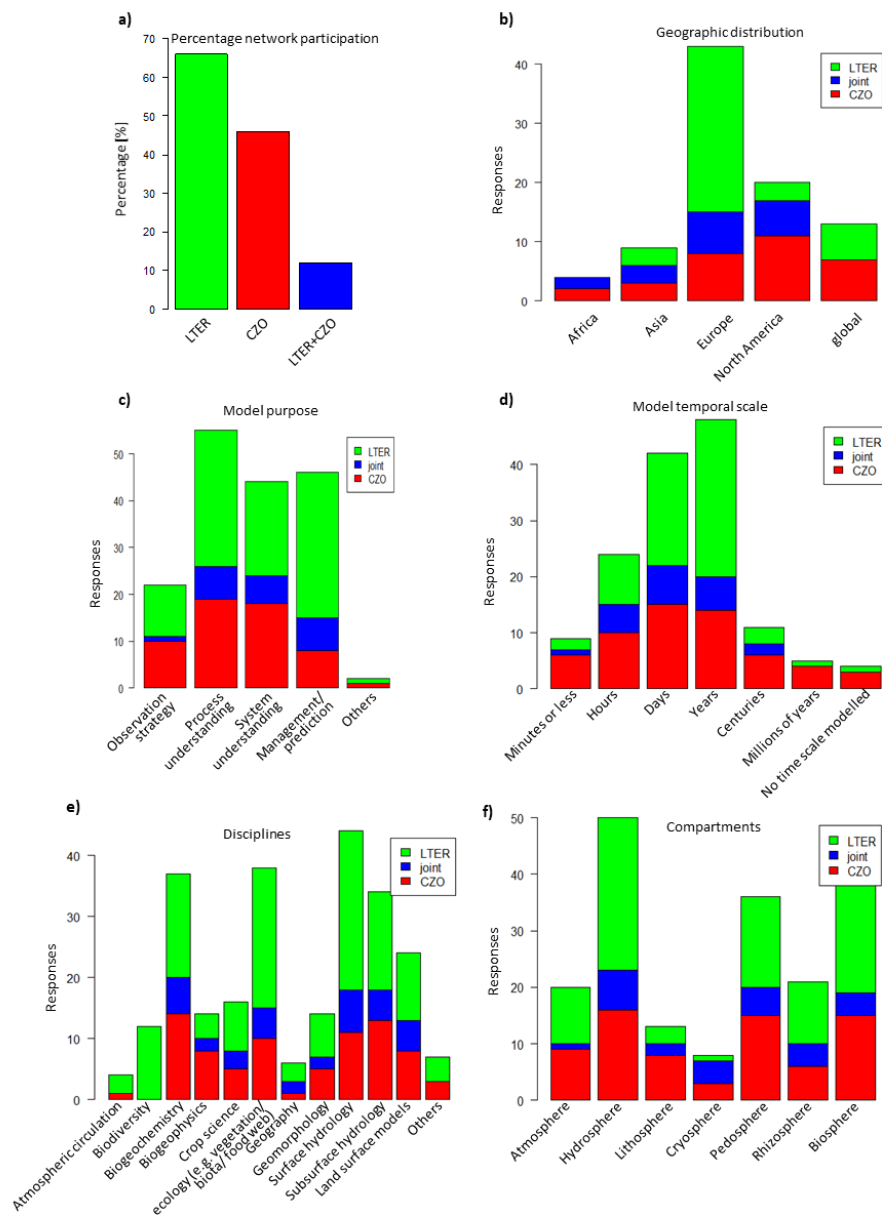 a)
Percentage network participation
Percentage [%]
70
60
50
40
30
20
10
0
LTER
CZO
LTER+CZO
b)
Geographic distribution
LTER
joint
CZO
Responses
40
30
20
10
0
Africa
Asia
Europe
North America
global
c)
Model purpose
LTER
joint
CZO
Responses
50
40
30
20
10
0
Observation
strategy
Process
understanding
System
understanding
Management/
prediction
Others
d)
Model temporal scale
LTER
joint
CZO
Responses
40
30
20
10
0
Minutes or less
Hours
Days
Years
Centuries
Millions of years
No time scale modelled
e)
Disciplines
LTER
joint
CZO
Responses
40
30
20
10
0
Atmospheric circulation
Biodiversity
Biogeochemistry
Biogeophysics
Crop science
ecology (e.g. vegetation/
biota/ food web)
Geography
Geomorphology
Surface hydrology
Subsurface hydrology
Land surface models
Others
f)
Compartments
LTER
joint
CZO
Responses
50
40
30
20
10
0
Atmosphere
Hydrosphere
Lithosphere
Cryosphere
Pedosphere
Rhizosphere
Biosphere